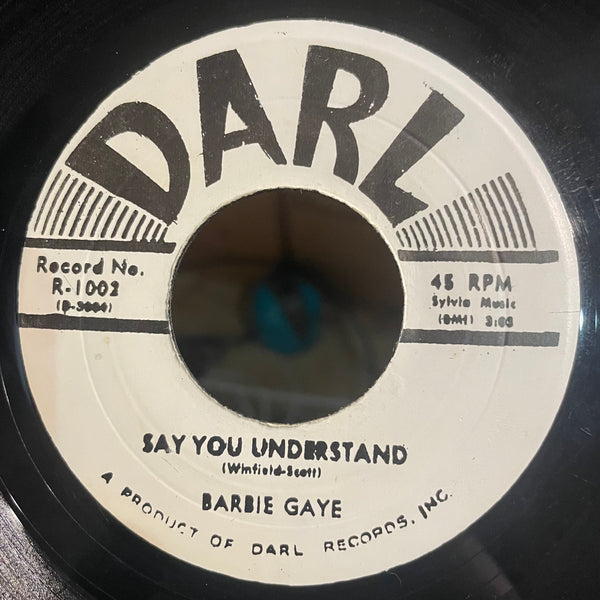 DARL
Record No.
R-1002
45 RPM
Sylvia Music
(BMI)
SAY YOU UNDERSTAND
(Winfield-Scott)
BARBIE GAYE
A PRODUCT OF DARL RECORDS, INC.